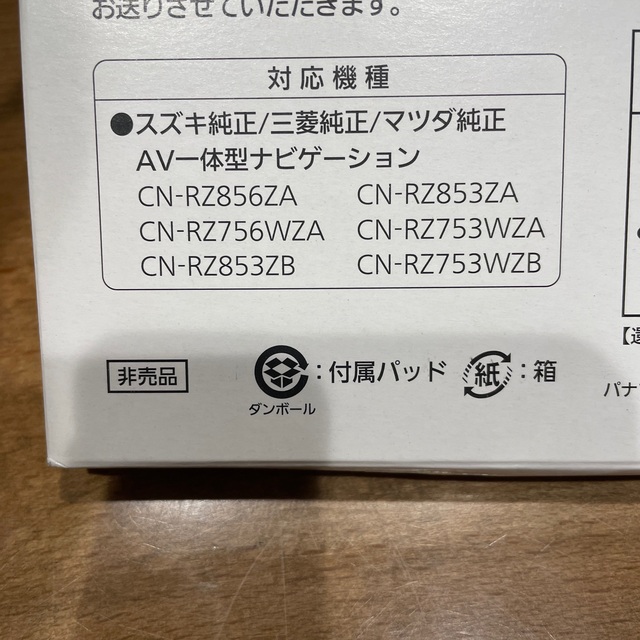 お送りさせていただきます。
対応機種
●スズキ純正/三菱純正/マツダ純正
AV一体型ナビゲーション
CN-RZ856ZA CN-RZ853ZA
CN-RZ756WZA CN-RZ753WZA
CN-RZ853ZB CN-RZ753WZB
【還
非売品 :付属パッド 紙 :箱
ダンボール
パナ